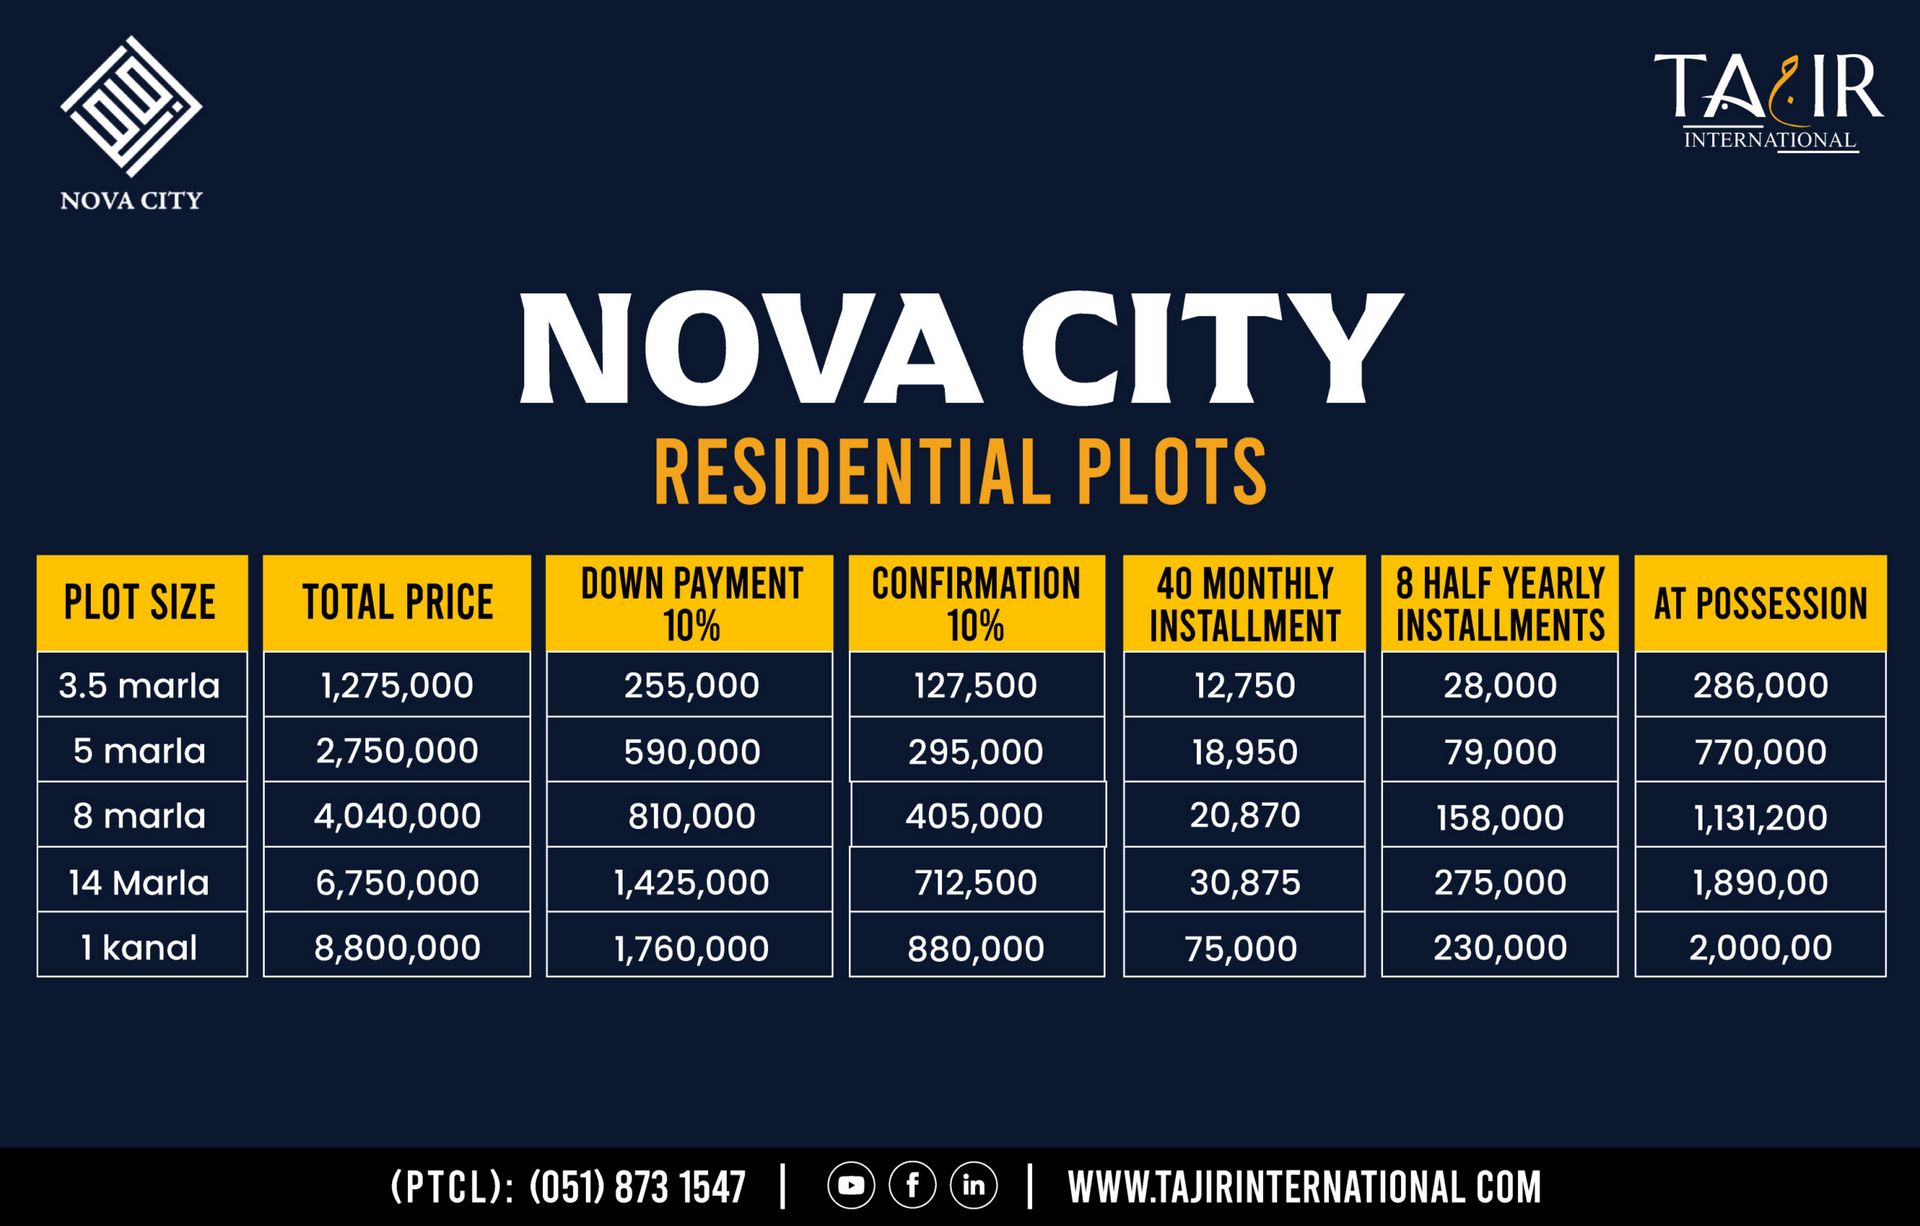 NOVA CITY
TAجIR
INTERNATIONAL
NOVA CITY
RESIDENTIAL PLOTS
PLOT SIZE TOTAL PRICE DOWN PAYMENT 10% CONFIRMATION 10% 40 MONTHLY INSTALLMENT 8 HALF YEARLY INSTALLMENTS AT POSSESSION
3.5 marla 1,275,000 255,000 127,500 12,750 28,000 286,000
5 marla 2,750,000 590,000 295,000 18,950 79,000 770,000
8 marla 4,040,000 810,000 405,000 20,870 158,000 1,131,200
14 Marla 6,750,000 1,425,000 712,500 30,875 275,000 1,890,00
1 kanal 8,800,000 1,760,000 880,000 75,000 230,000 2,000,00
(PTCL): (051) 873 1547 | f in | WWW.TAJIRINTERNATIONAL COM